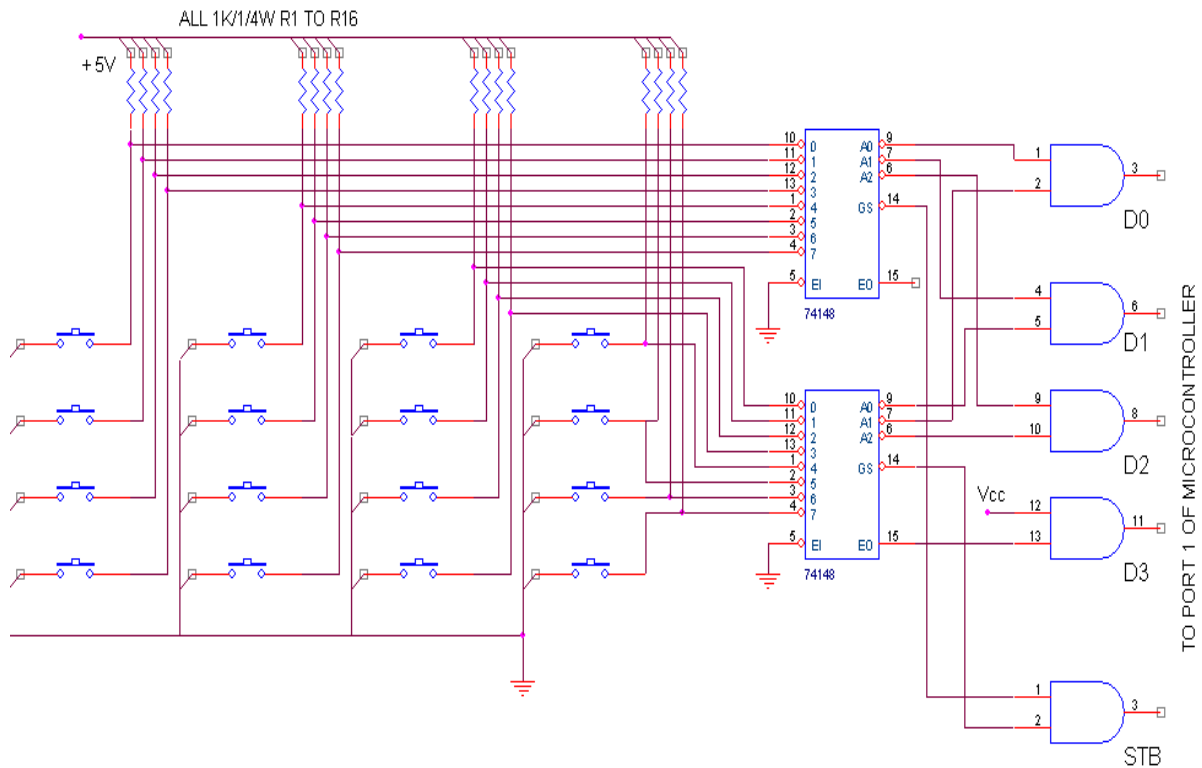 ALL 1K/1/4W R1 TO R16
+5V
10 0 A0 9
11 1 A1 7
12 2 A2 6
13 3
1 4 GS 14
2 5
3 6
4 7
5 EI EO 15
74148
10 0 A0 9
11 1 A1 7
12 2 A2 6
13 3
1 4 GS 14
2 5
3 6
4 7
5 EI EO 15
74148
1
2
3
D0
4
5
6
D1
9
10
8
D2
Vcc
12
13
11
D3
1
2
3
STB
TO PORT 1 OF MICROCONTROLLER